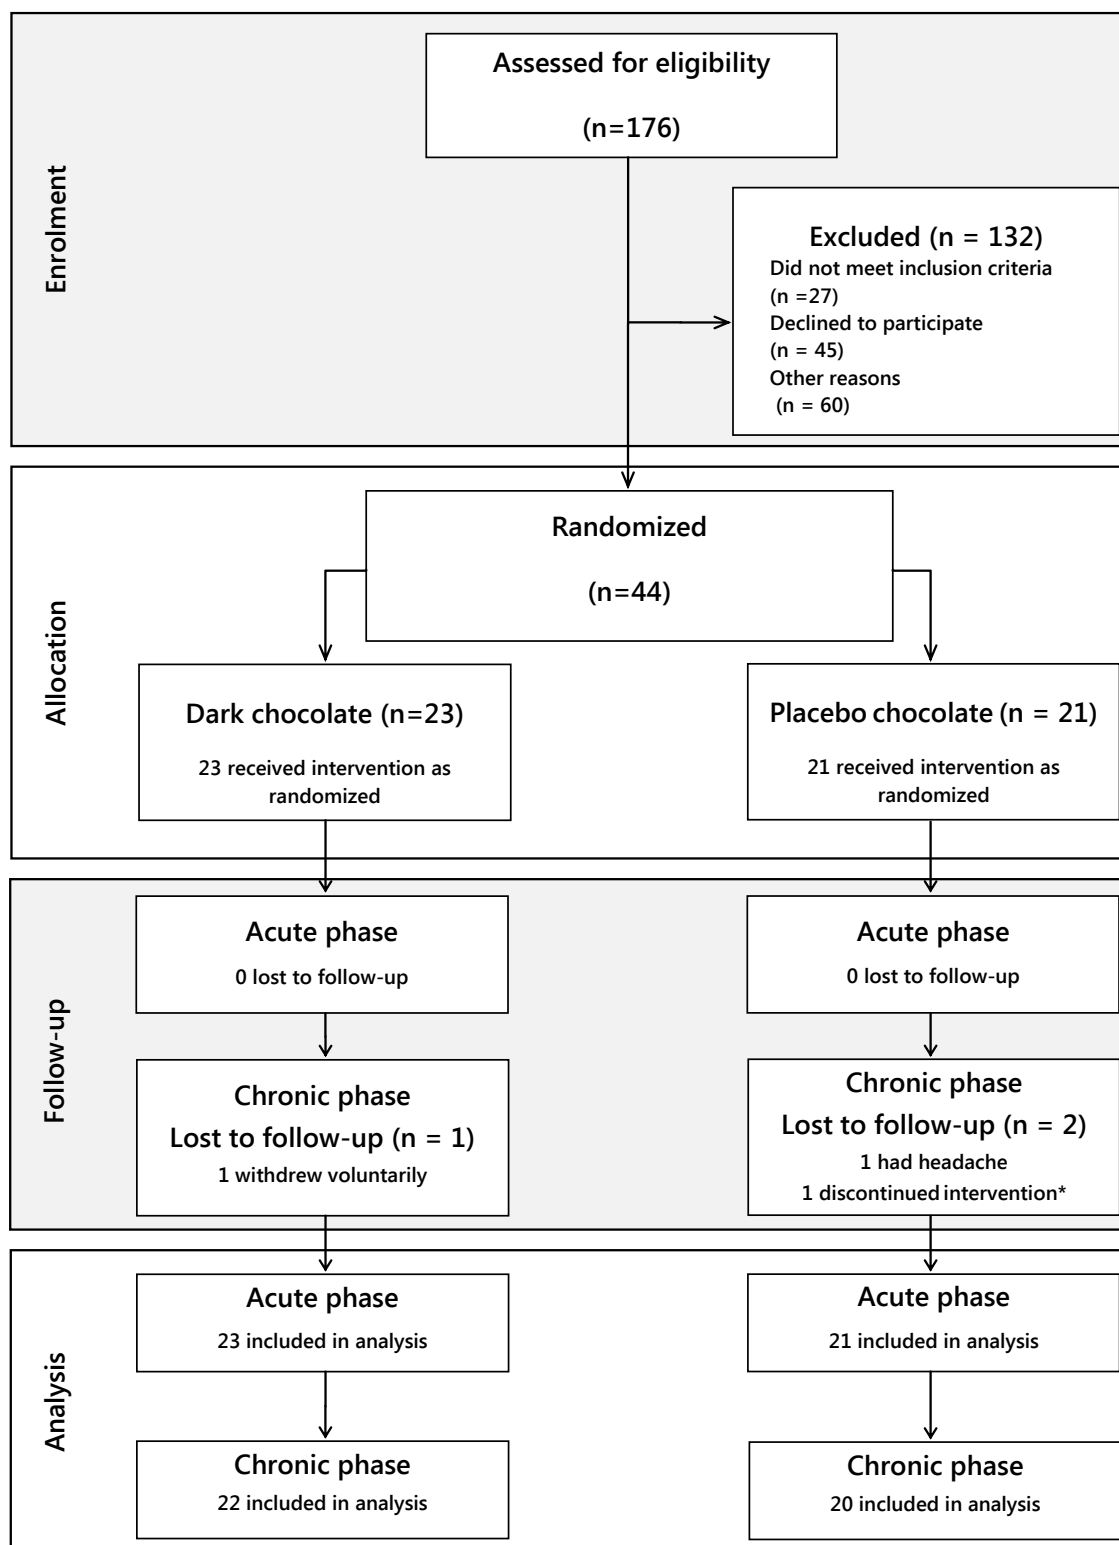 Enrolment
Assessed for eligibility
(n=176)
Excluded (n = 132)
Did not meet inclusion criteria
(n =27)
Declined to participate
(n = 45)
Other reasons
(n = 60)
Allocation
Randomized
(n=44)
Dark chocolate (n=23)
23 received intervention as
randomized
Placebo chocolate (n = 21)
21 received intervention as
randomized
Follow-up
Acute phase
0 lost to follow-up
Acute phase
0 lost to follow-up
Chronic phase
Lost to follow-up (n = 1)
1 withdrew voluntarily
Chronic phase
Lost to follow-up (n = 2)
1 had headache
1 discontinued intervention*
Analysis
Acute phase
23 included in analysis
Acute phase
21 included in analysis
Chronic phase
22 included in analysis
Chronic phase
20 included in analysis